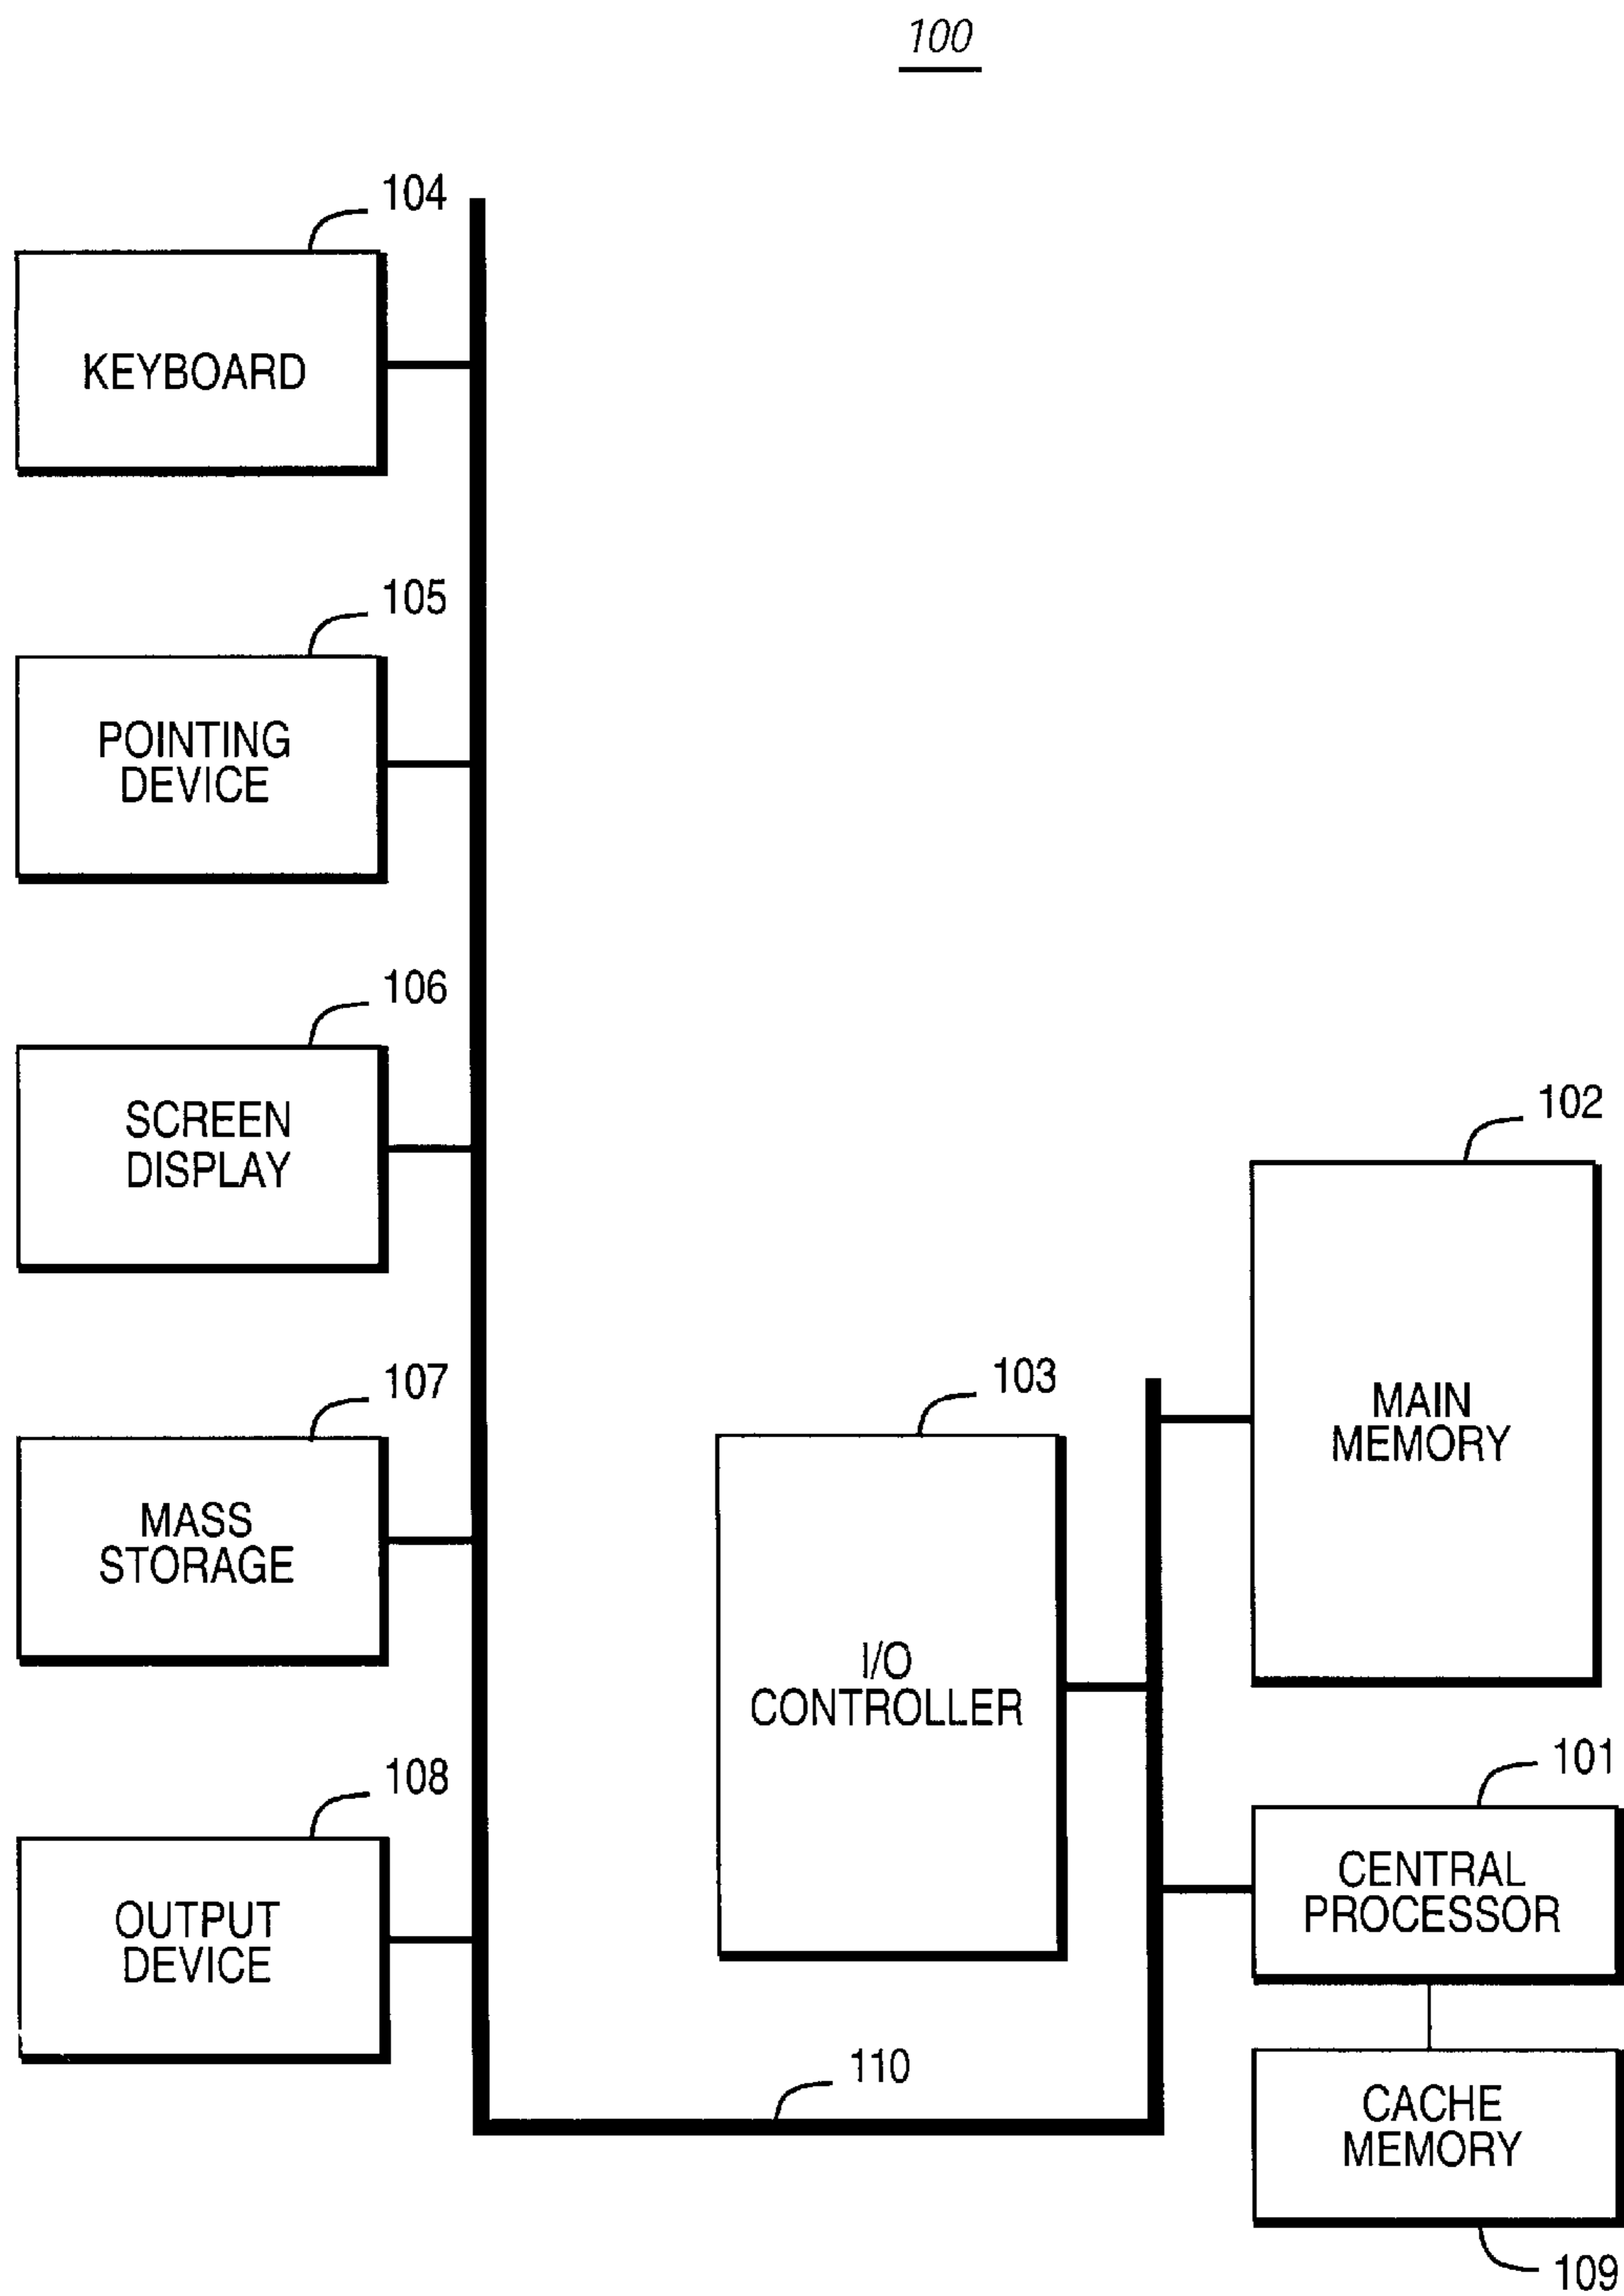 100
104
KEYBOARD
105
POINTING
DEVICE
106
SCREEN
DISPLAY
107
MASS
STORAGE
108
OUTPUT
DEVICE
103
I/O
CONTROLLER
102
MAIN
MEMORY
101
CENTRAL
PROCESSOR
110
CACHE
MEMORY
109